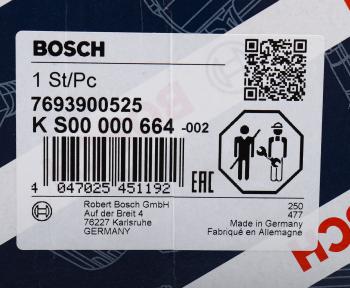 BOSCH
1 St/Pc
7693900525
K S00 000 664 -002
4 047025 451192
EAC
Robert Bosch GmbH
Auf der Breit 4
76227 Karlsruhe
GERMANY
250
477
Made in Germany
Fabriqué en Allemagne
BOSCH